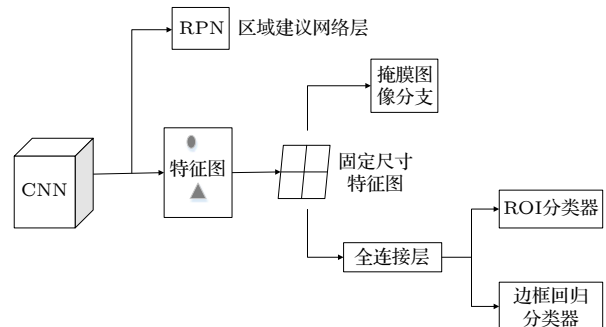 RPN 区域建议网络层
掩膜图
像分支
CNN
特征图
固定尺寸
特征图
ROI分类器
全连接层
边框回归
分类器